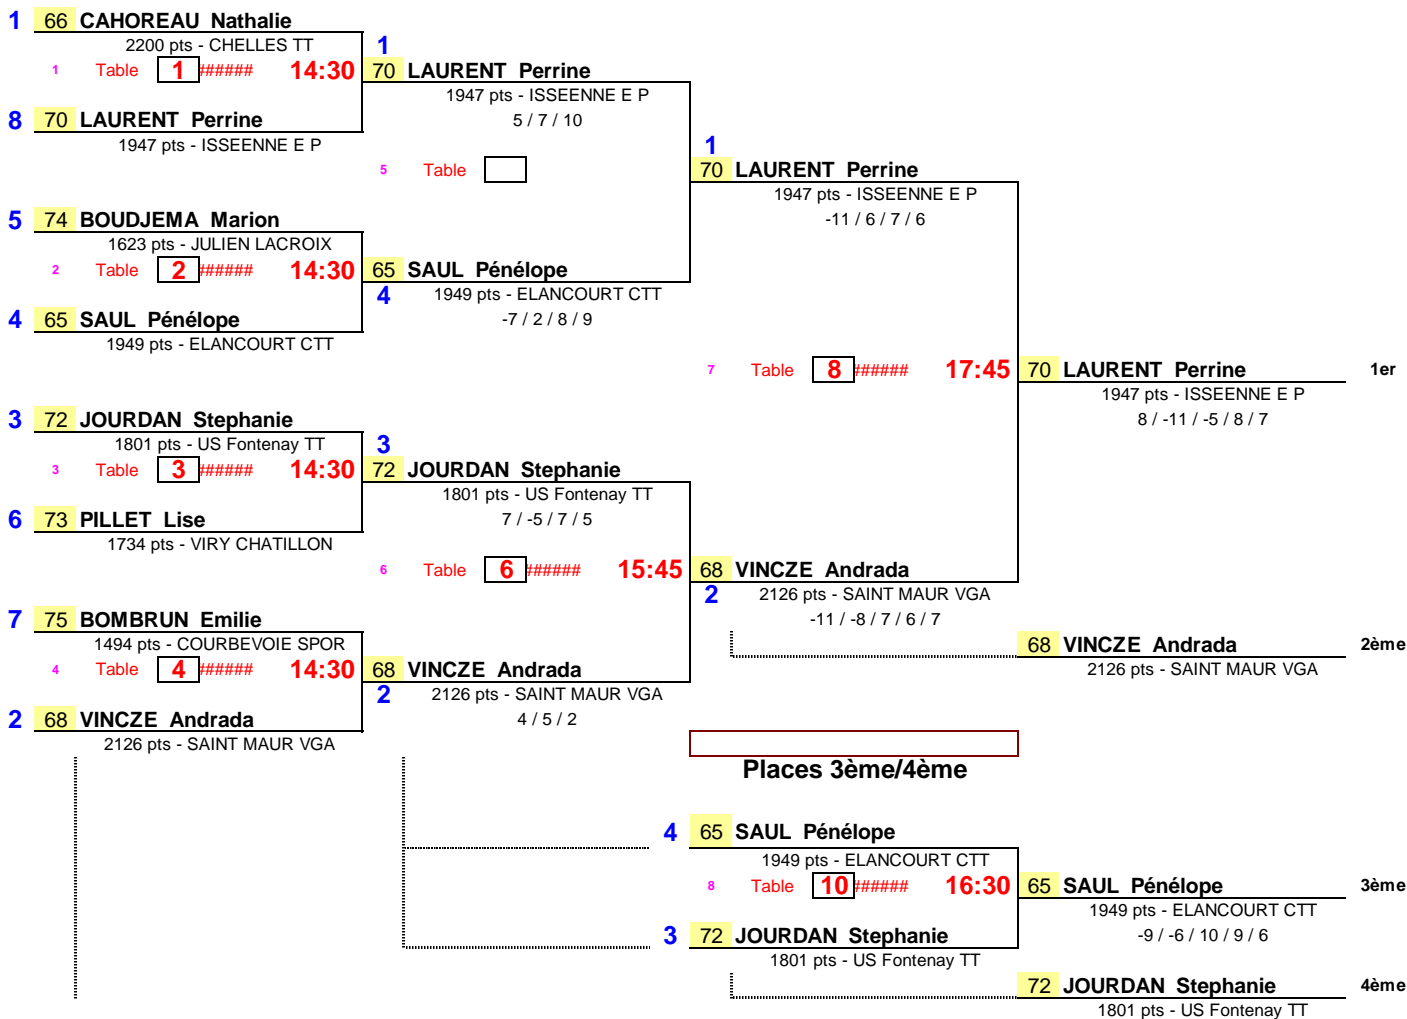 1 66 CAHOREAU Nathalie
2200 pts - CHELLES TT
1
1 Table 1 ###### 14:30
70 LAURENT Perrine
1947 pts - ISSEENNE E P
5 / 7 / 10
8 70 LAURENT Perrine
1947 pts - ISSEENNE E P
1
5 Table
70 LAURENT Perrine
1947 pts - ISSEENNE E P
-11 / 6 / 7 / 6
5 74 BOUDJEMA Marion
1623 pts - JULIEN LACROIX
2 Table 2 ###### 14:30
65 SAUL Pénélope
4
1949 pts - ELANCOURT CTT
-7 / 2 / 8 / 9
4 65 SAUL Pénélope
1949 pts - ELANCOURT CTT
7 Table 8 ###### 17:45
70 LAURENT Perrine 1er
1947 pts - ISSEENNE E P
8 / -11 / -5 / 8 / 7
3 72 JOURDAN Stephanie
1801 pts - US Fontenay TT
3
3 Table 3 ###### 14:30
72 JOURDAN Stephanie
1801 pts - US Fontenay TT
7 / -5 / 7 / 5
6 73 PILLET Lise
1734 pts - VIRY CHATILLON
6 Table 6 ###### 15:45
68 VINCZE Andrada
2
2126 pts - SAINT MAUR VGA
-11 / -8 / 7 / 6 / 7
7 75 BOMBRUN Emilie
1494 pts - COURBEVOIE SPOR
68 VINCZE Andrada 2ème
2126 pts - SAINT MAUR VGA
4 Table 4 ###### 14:30
68 VINCZE Andrada
2
2126 pts - SAINT MAUR VGA
4 / 5 / 2
2 68 VINCZE Andrada
2126 pts - SAINT MAUR VGA
Places 3ème/4ème
4 65 SAUL Pénélope
1949 pts - ELANCOURT CTT
8 Table 10 ###### 16:30
65 SAUL Pénélope 3ème
1949 pts - ELANCOURT CTT
-9 / -6 / 10 / 9 / 6
3 72 JOURDAN Stephanie
1801 pts - US Fontenay TT
72 JOURDAN Stephanie 4ème
1801 pts - US Fontenay TT